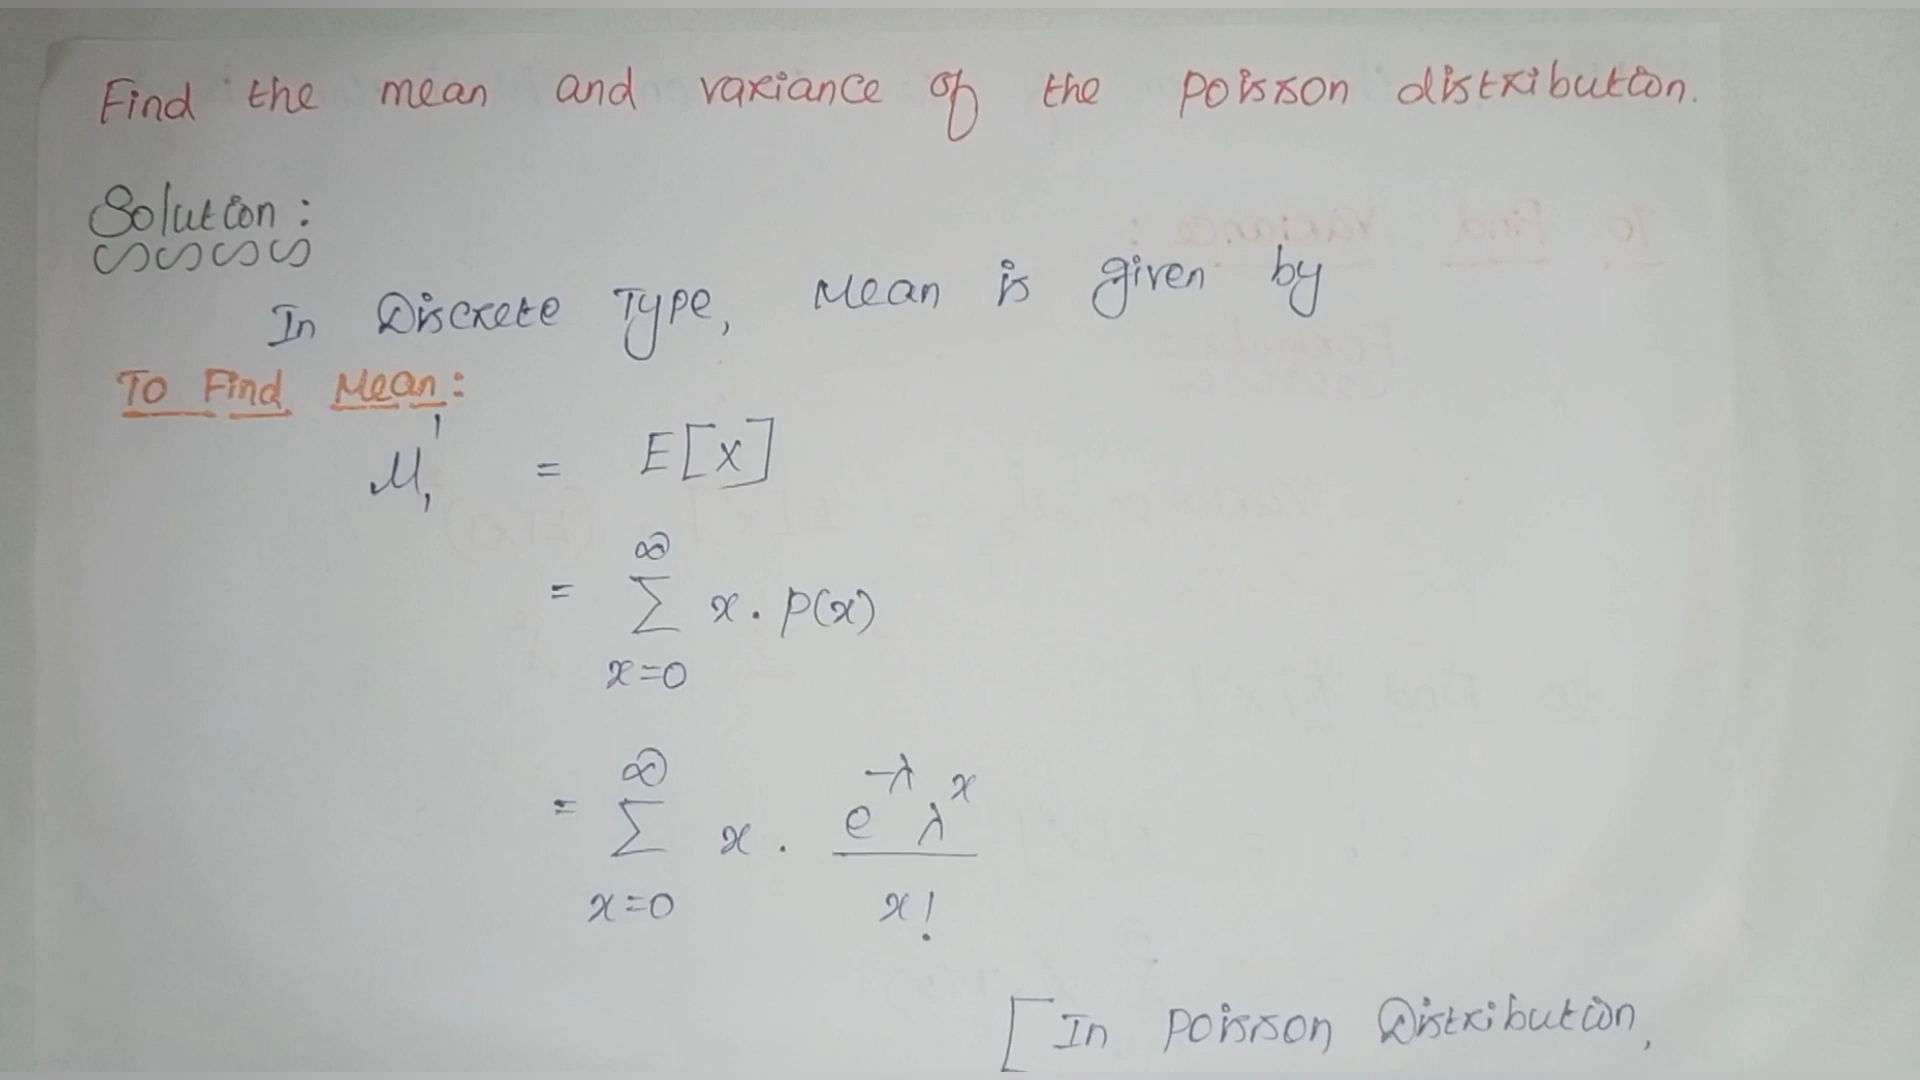 Find the mean and variance of the poisson distribution.
Solution:
In Discrete Type, Mean is given by
To Find Mean:
μ₁' = E[X]
= ∑_{x=0}^{∞} x . p(x)
= ∑_{x=0}^{∞} x . \frac{e^{-λ} λ^{x}}{x!}
[In poisson Distribution,